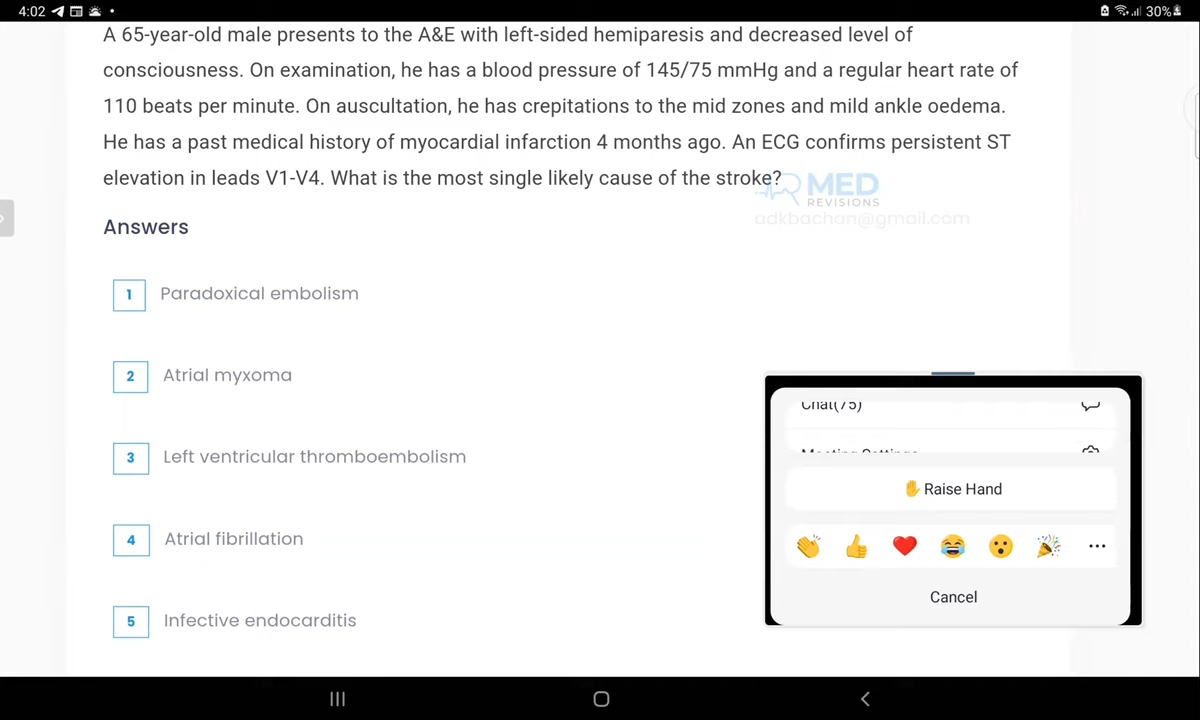 4:02
30%
A 65-year-old male presents to the A&E with left-sided hemiparesis and decreased level of
consciousness. On examination, he has a blood pressure of 145/75 mmHg and a regular heart rate of
110 beats per minute. On auscultation, he has crepitations to the mid zones and mild ankle oedema.
He has a past medical history of myocardial infarction 4 months ago. An ECG confirms persistent ST
elevation in leads V1-V4. What is the most single likely cause of the stroke?
MED
REVISIONS
adkbachan@gmail.com
Answers
1 Paradoxical embolism
2 Atrial myxoma
3 Left ventricular thromboembolism
4 Atrial fibrillation
5 Infective endocarditis
Chat(75)
Meeting Settings
Raise Hand
Cancel